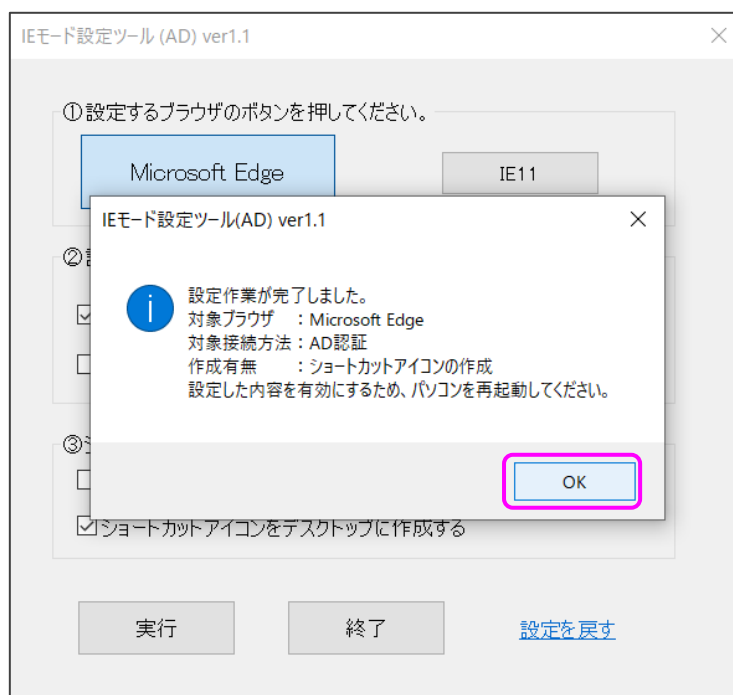 IEモード設定ツール (AD) ver1.1
①設定するブラウザのボタンを押してください。
Microsoft Edge
IE11
IEモード設定ツール(AD) ver1.1
②
設定作業が完了しました。
対象ブラウザ ：Microsoft Edge
対象接続方法：AD認証
作成有無 ：ショートカットアイコンの作成
設定した内容を有効にするため、パソコンを再起動してください。
③
OK
ショートカットアイコンをデスクトップに作成する
実行
終了
設定を戻す